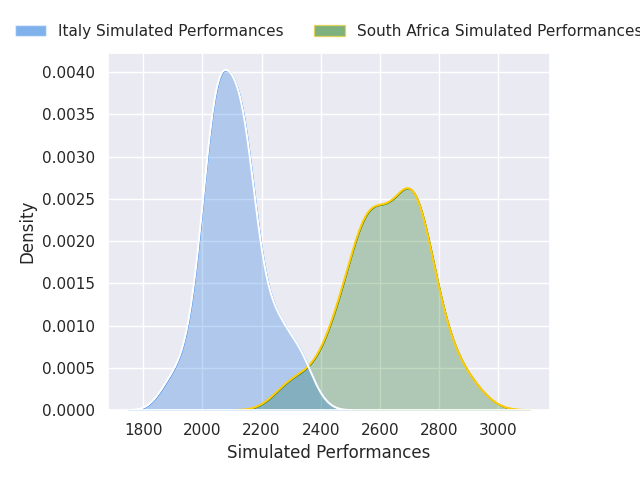 Italy Simulated Performances South Africa Simulated Performances
0.0040
0.0035
0.0030
0.0025
0.0020
0.0015
0.0010
0.0005
0.0000
Density
1800 2000 2200 2400 2600 2800 3000
Simulated Performances